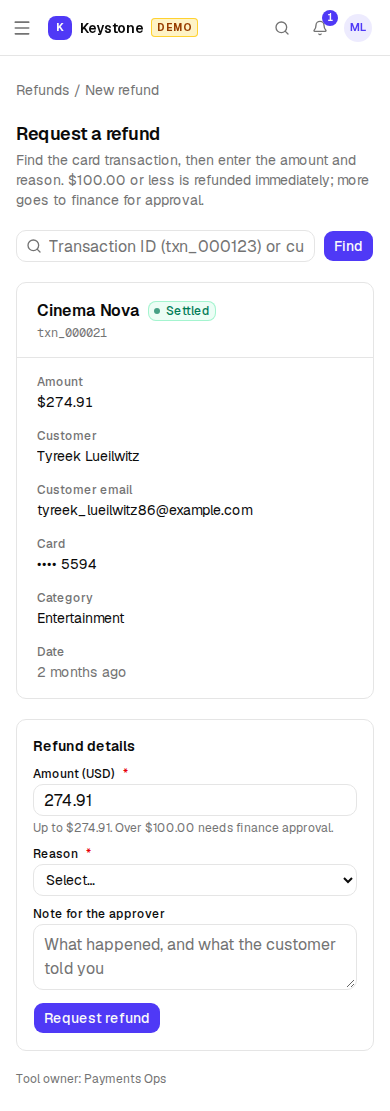 K Keystone DEMO 1 ML
Refunds / New refund
Request a refund
Find the card transaction, then enter the amount and
reason. $100.00 or less is refunded immediately; more
goes to finance for approval.
Transaction ID (txn_000123) or cu Find
Cinema Nova Settled
txn_000021
Amount
$274.91
Customer
Tyreek Lueilwitz
Customer email
tyreek_lueilwitz86@example.com
Card
•••• 5594
Category
Entertainment
Date
2 months ago
Refund details
Amount (USD) *
274.91
Up to $274.91. Over $100.00 needs finance approval.
Reason *
Select...
Note for the approver
What happened, and what the customer
told you
Request refund
Tool owner: Payments Ops